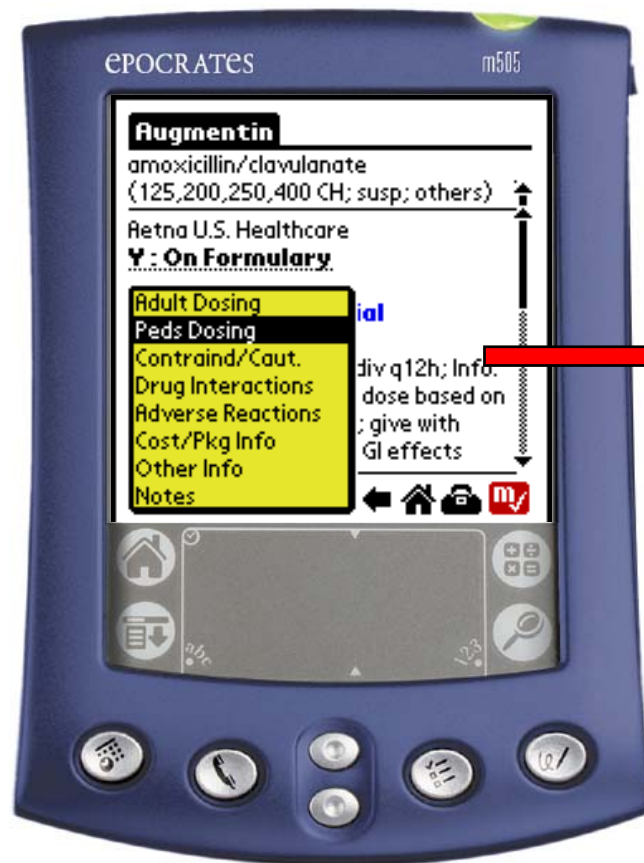 epocrates m505
Augmentin
amoxicillin/clavulanate
(125,200,250,400 CH; susp; others)
Aetna U.S. Healthcare
Y: On Formulary
Adult Dosing
ial
Peds Dosing
Contraind/Caut.
div q12h; Info:
Drug Interactions
dose based on
Adverse Reactions
; give with
Cost/Pkg Info
GI effects
Other Info
Notes
abc 123